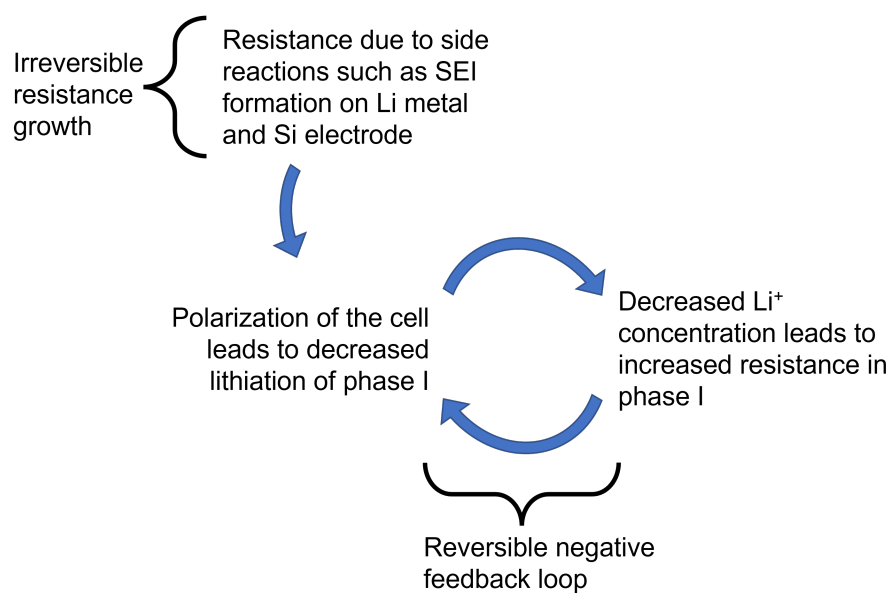 Irreversible
resistance
growth
Resistance due to side
reactions such as SEI
formation on Li metal
and Si electrode
Polarization of the cell
leads to decreased
lithiation of phase I
Decreased Li⁺
concentration leads to
increased resistance in
phase I
Reversible negative
feedback loop